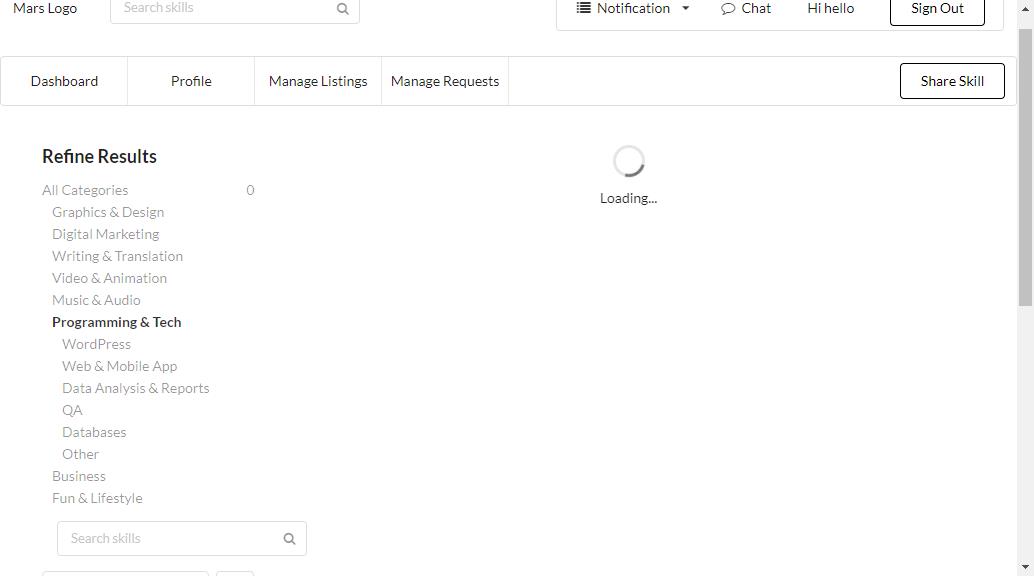 Mars Logo
Search skills
Notification
Chat
Hi hello
Sign Out
Dashboard
Profile
Manage Listings
Manage Requests
Share Skill
Refine Results
All Categories 0
Graphics & Design
Digital Marketing
Writing & Translation
Video & Animation
Music & Audio
Programming & Tech
WordPress
Web & Mobile App
Data Analysis & Reports
QA
Databases
Other
Business
Fun & Lifestyle
Search skills
Loading...